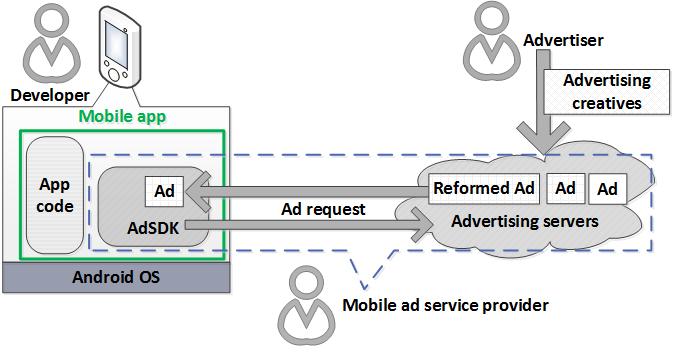 Developer
Advertiser
Advertising
creatives
Mobile app
App
code
Ad
AdSDK
Ad request
Reformed Ad
Ad
Ad
Advertising servers
Android OS
Mobile ad service provider